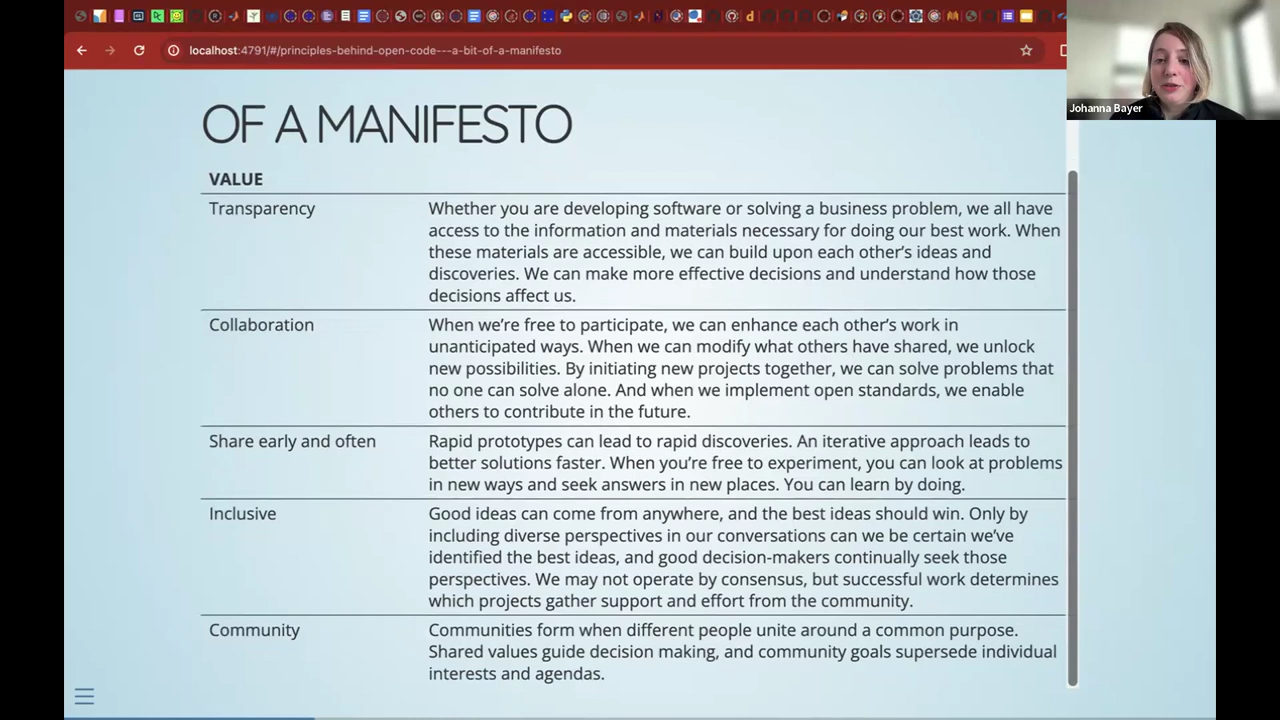 localhost:4791/#/principles-behind-open-code---a-bit-of-a-manifesto
Johanna Bayer
OF A MANIFESTO
VALUE
Transparency
Whether you are developing software or solving a business problem, we all have
access to the information and materials necessary for doing our best work. When
these materials are accessible, we can build upon each other’s ideas and
discoveries. We can make more effective decisions and understand how those
decisions affect us.
Collaboration
When we’re free to participate, we can enhance each other’s work in
unanticipated ways. When we can modify what others have shared, we unlock
new possibilities. By initiating new projects together, we can solve problems that
no one can solve alone. And when we implement open standards, we enable
others to contribute in the future.
Share early and often
Rapid prototypes can lead to rapid discoveries. An iterative approach leads to
better solutions faster. When you’re free to experiment, you can look at problems
in new ways and seek answers in new places. You can learn by doing.
Inclusive
Good ideas can come from anywhere, and the best ideas should win. Only by
including diverse perspectives in our conversations can we be certain we’ve
identified the best ideas, and good decision-makers continually seek those
perspectives. We may not operate by consensus, but successful work determines
which projects gather support and effort from the community.
Community
Communities form when different people unite around a common purpose.
Shared values guide decision making, and community goals supersede individual
interests and agendas.